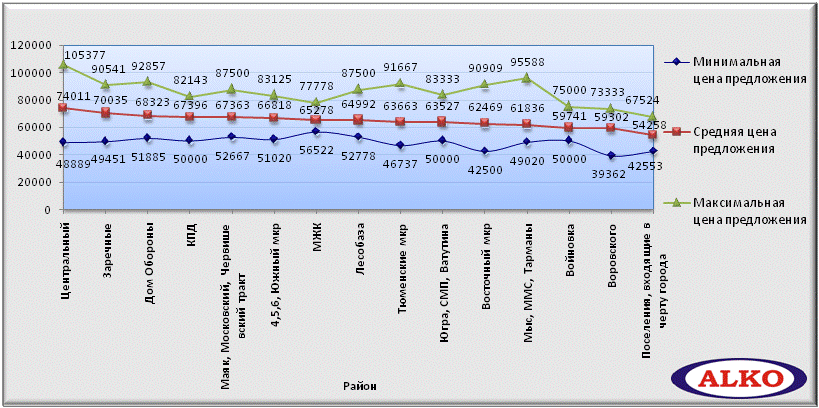 120000
100000
80000
60000
40000
20000
0
105377
90541
92857
82143
87500
83125
77778
87500
91667
83333
90909
95588
75000
73333
67524
74011
70035
68323
67396
67363
66818
65278
64992
63663
63527
62469
61836
59741
59302
54258
48889
49451
51885
50000
52667
51020
56522
52778
46737
50000
42500
49020
50000
39362
42553
Центральный
Заречные
Дом Обороны
КПД
Маяк, Московский, Червише
вский тракт
4,5,6, Южный мкр
МЖК
Лесобаза
Тюменские мкр
Югра, СМП, Ватутина
Восточный мкр
Мыс, ММС, Тарманы
Войновка
Воровского
Поселения, входящие в
черту города
Район
Минимальная
цена предложения
Средняя цена
предложения
Максимальная
цена предложения
ALKO